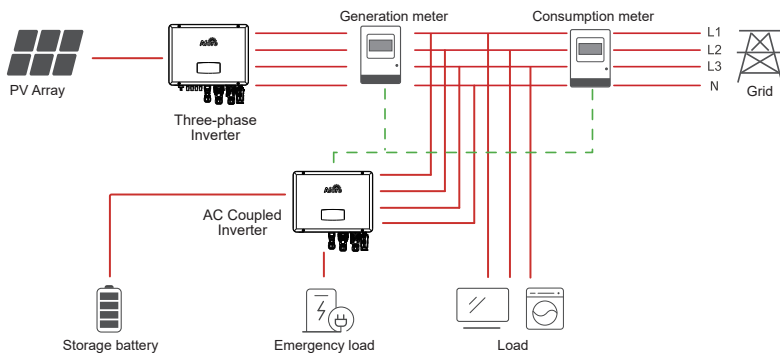 Generation meter
Consumption meter
L1
L2
L3
N
PV Array
Grid
Three-phase
Inverter
AC Coupled
Inverter
Storage battery
Emergency load
Load